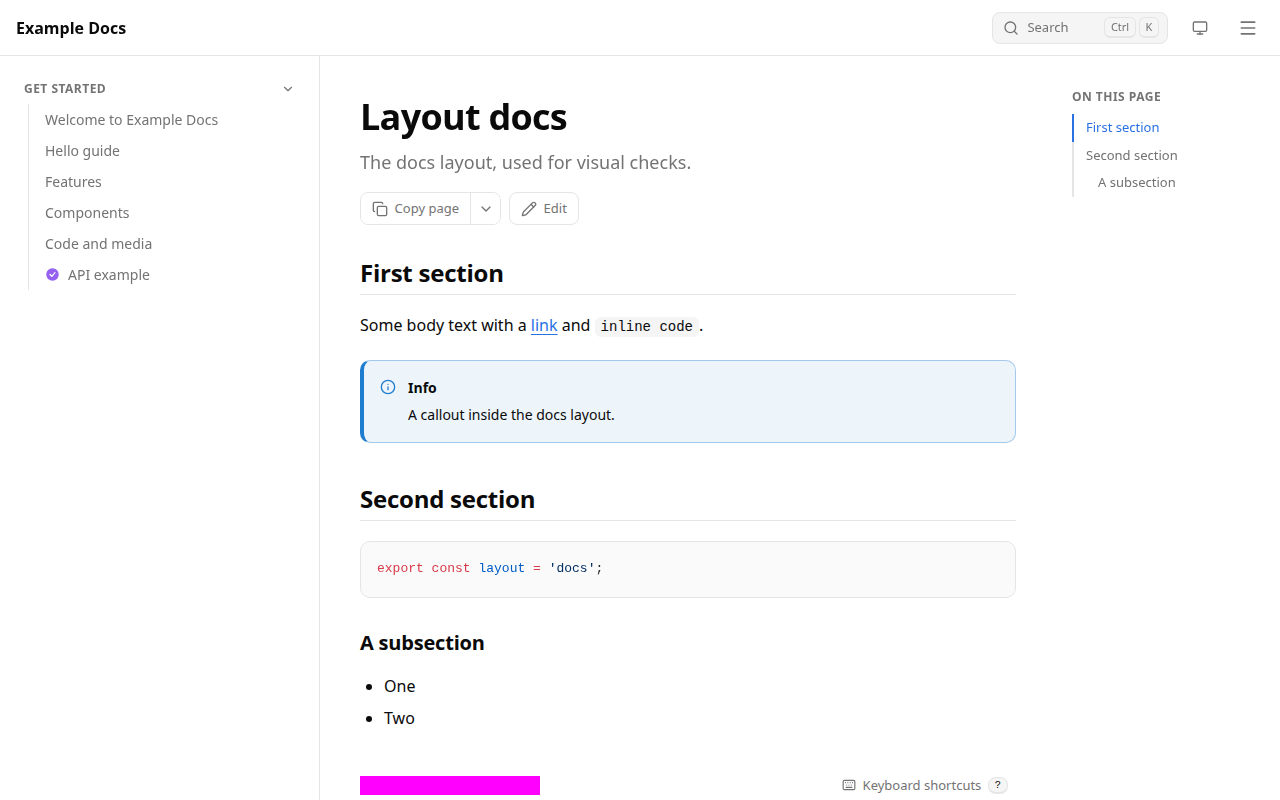 Example Docs
Search Ctrl K
GET STARTED
Welcome to Example Docs
Hello guide
Features
Components
Code and media
API example
Layout docs
The docs layout, used for visual checks.
Copy page
Edit
First section
Some body text with a link and inline code.
Info
A callout inside the docs layout.
Second section
export const layout = 'docs';
A subsection
One
Two
Keyboard shortcuts ?
ON THIS PAGE
First section
Second section
A subsection